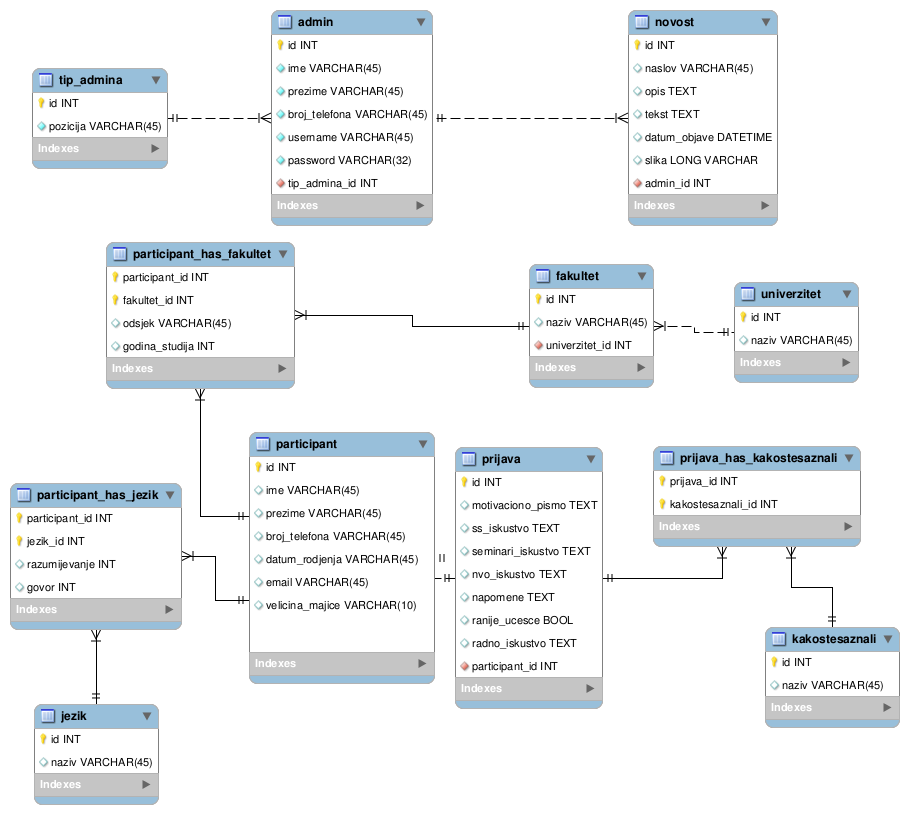 tip_admina
id INT
pozicija VARCHAR(45)
Indexes
admin
id INT
ime VARCHAR(45)
prezime VARCHAR(45)
broj_telefona VARCHAR(45)
username VARCHAR(45)
password VARCHAR(32)
tip_admina_id INT
Indexes
novost
id INT
naslov VARCHAR(45)
opis TEXT
tekst TEXT
datum_objave DATETIME
slika LONG VARCHAR
admin_id INT
Indexes
participant_has_fakultet
participant_id INT
fakultet_id INT
odsjek VARCHAR(45)
godina_studija INT
Indexes
fakultet
id INT
naziv VARCHAR(45)
univerzitet_id INT
Indexes
univerzitet
id INT
naziv VARCHAR(45)
Indexes
participant_has_jezik
participant_id INT
jezik_id INT
razumijevanje INT
govor INT
Indexes
participant
id INT
ime VARCHAR(45)
prezime VARCHAR(45)
broj_telefona VARCHAR(45)
datum_rodjenja VARCHAR(45)
email VARCHAR(45)
velicina_majice VARCHAR(10)
Indexes
prijava
id INT
motivaciono_pismo TEXT
ss_iskustvo TEXT
seminari_iskustvo TEXT
nvo_iskustvo TEXT
napomene TEXT
ranije_ucesce BOOL
radno_iskustvo TEXT
participant_id INT
Indexes
prijava_has_kakostesaznali
prijava_id INT
kakostesaznali_id INT
Indexes
kakostesaznali
id INT
naziv VARCHAR(45)
Indexes
jezik
id INT
naziv VARCHAR(45)
Indexes